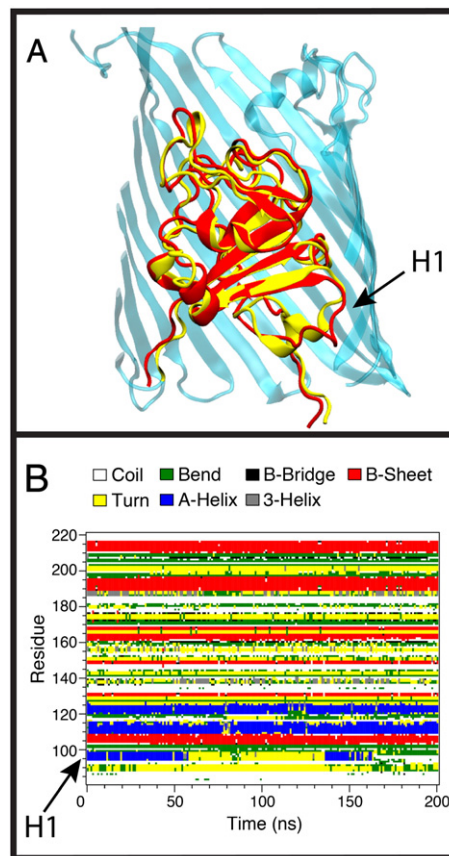 A
H1
B
Coil Bend B-Bridge B-Sheet
Turn A-Helix 3-Helix
220
200
180
160
140
120
100
Residue
0 50 100 150 200
Time (ns)
H1